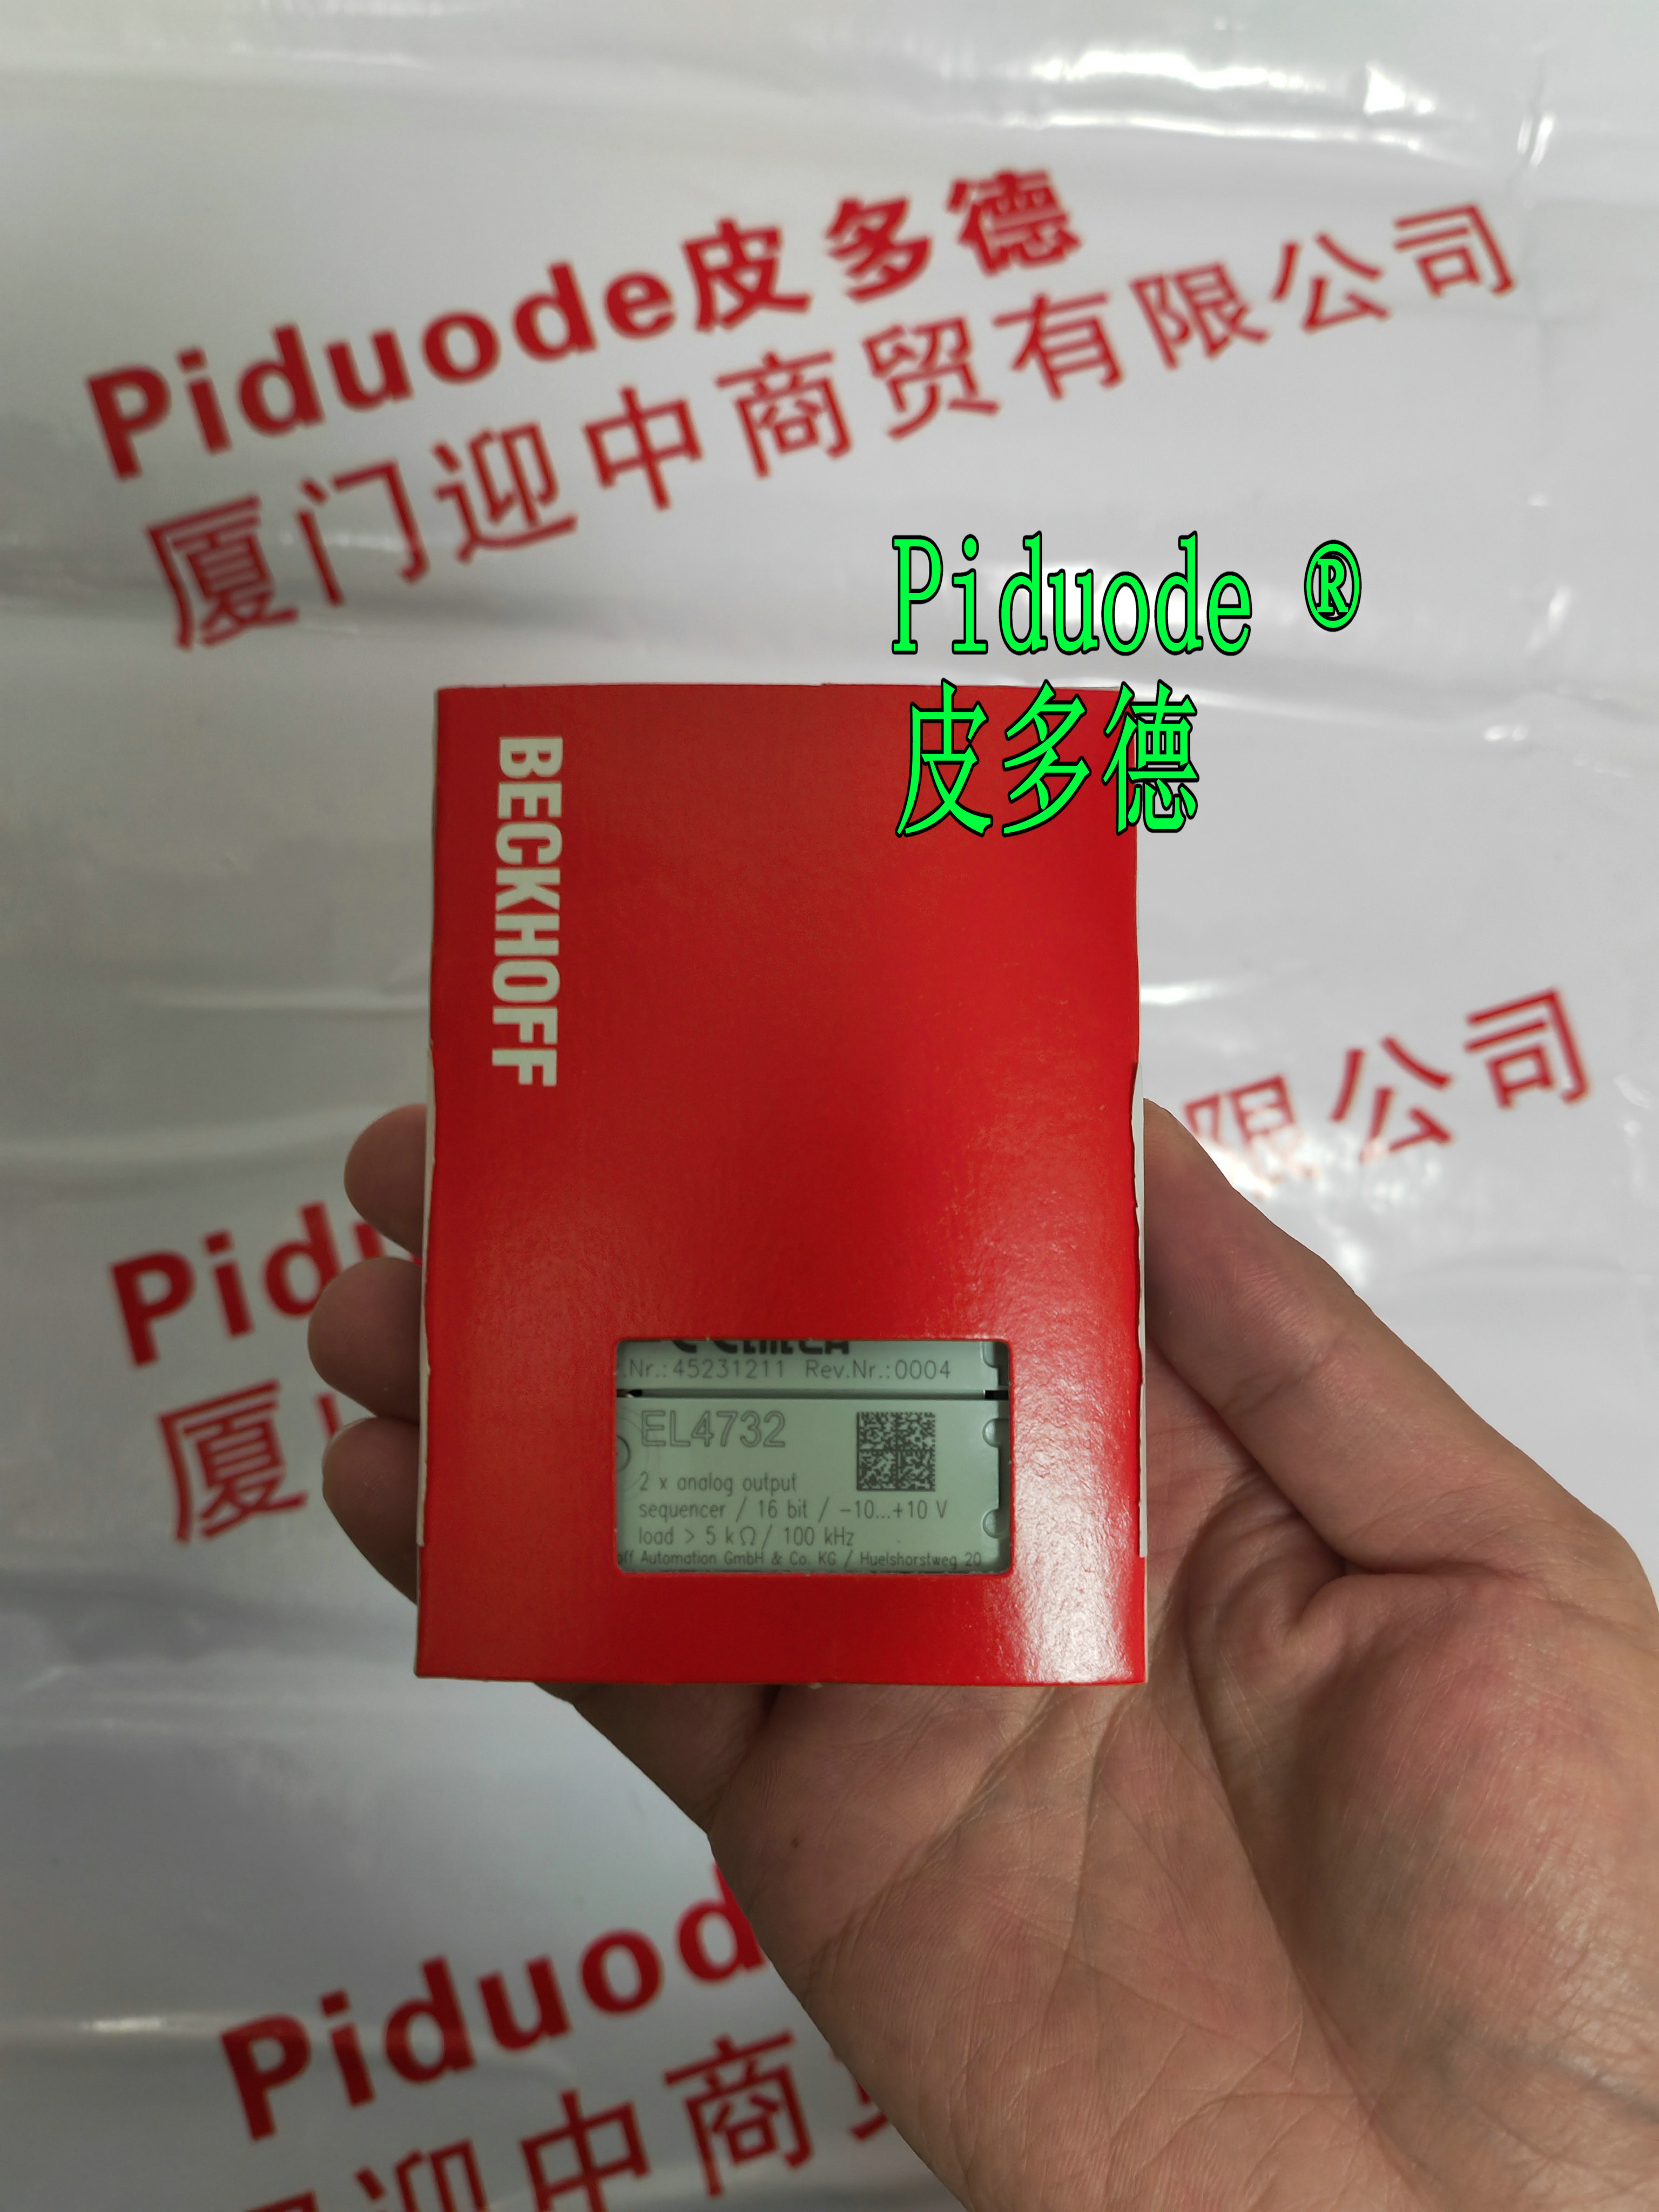 Piduode皮多德
厦门迎中商贸有限公司
Piduode ®
皮多德
BECKHOFF
限公司
Pid
厦门
Nr.: 45231211 Rev.Nr.:0004
EL4732
2 x analog output
sequencer / 16 bit / -10...+10 V
load > 5 kΩ / 100 kHz
Automation GmbH & Co. KG / Huelshorstweg 20
Piduod
迎中商